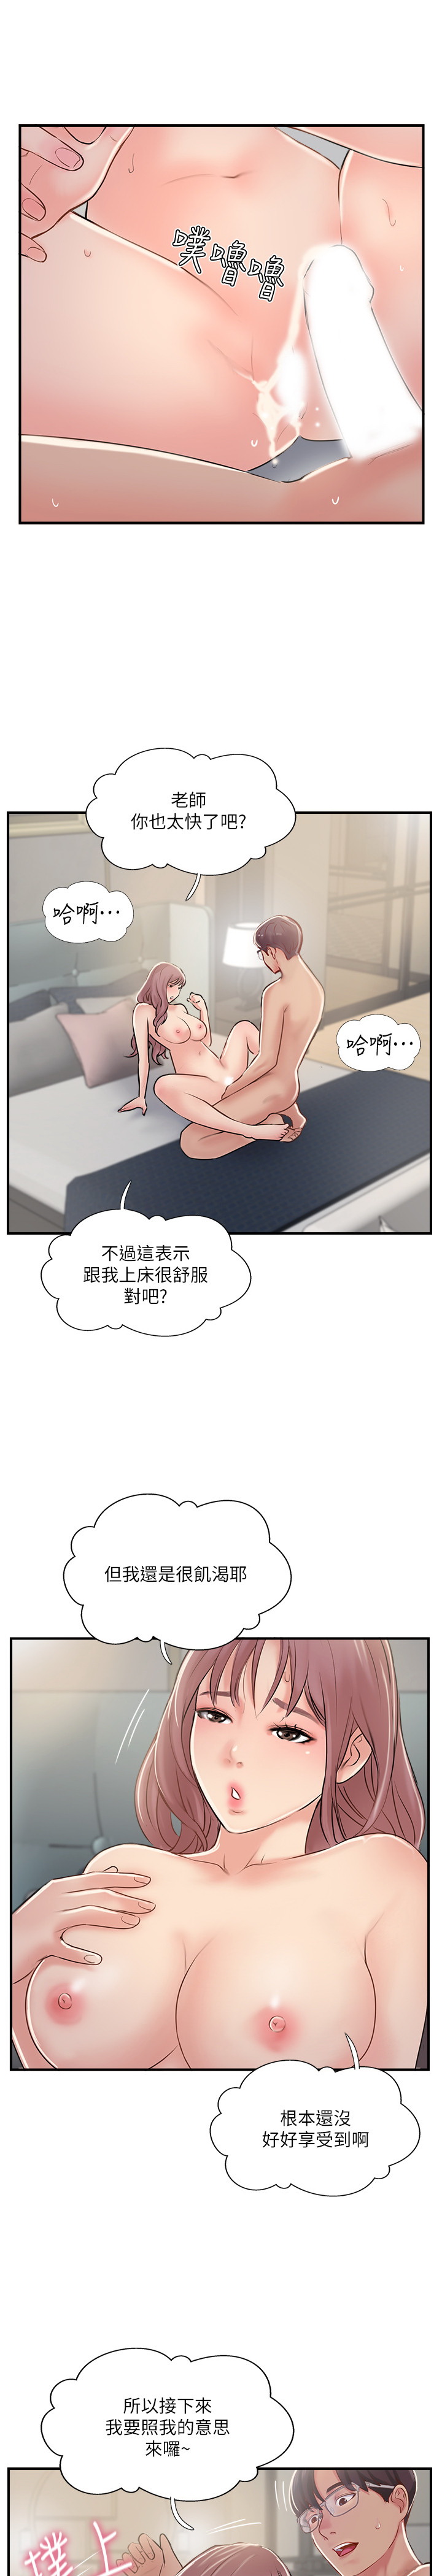 噗嚕嚕
老師
你也太快了吧?
哈啊…
哈啊…
不過這表示
跟我上床很舒服
對吧?
但我還是很飢渴耶
根本還沒
好好享受到啊
所以接下來
我要照我的意思
來囉~
撲上